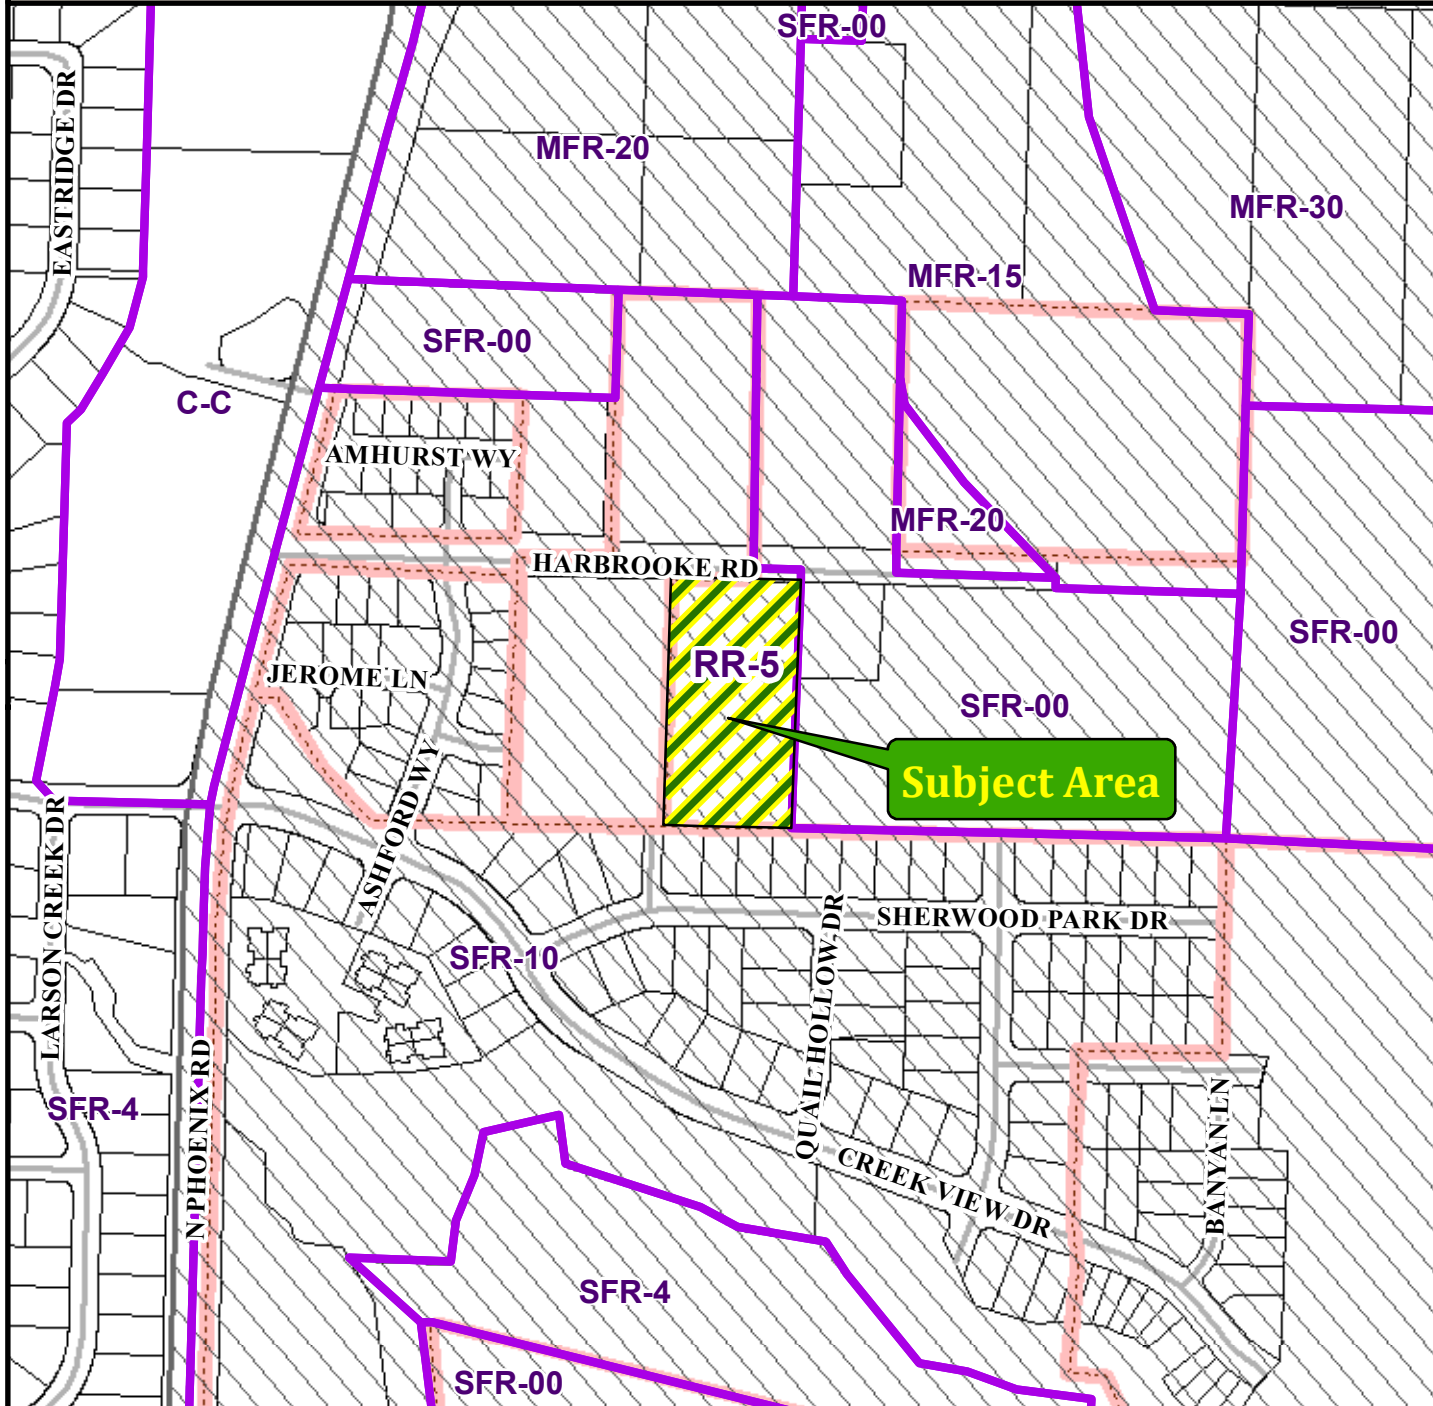 SFR-00
EASTRIDGE DR
MFR-20
MFR-30
MFR-15
SFR-00
C-C
AMHURST WY
MFR-20
HARBROOKE RD
SFR-00
RR-5
JEROME LN
SFR-00
Subject Area
ASHFORD WY
LARSON CREEK DR
SHERWOOD PARK DR
QUAIL HOLLOW DR
SFR-10
N PHOENIX RD
SFR-4
BANYAN LN
CREEK VIEW DR
SFR-4
SFR-00